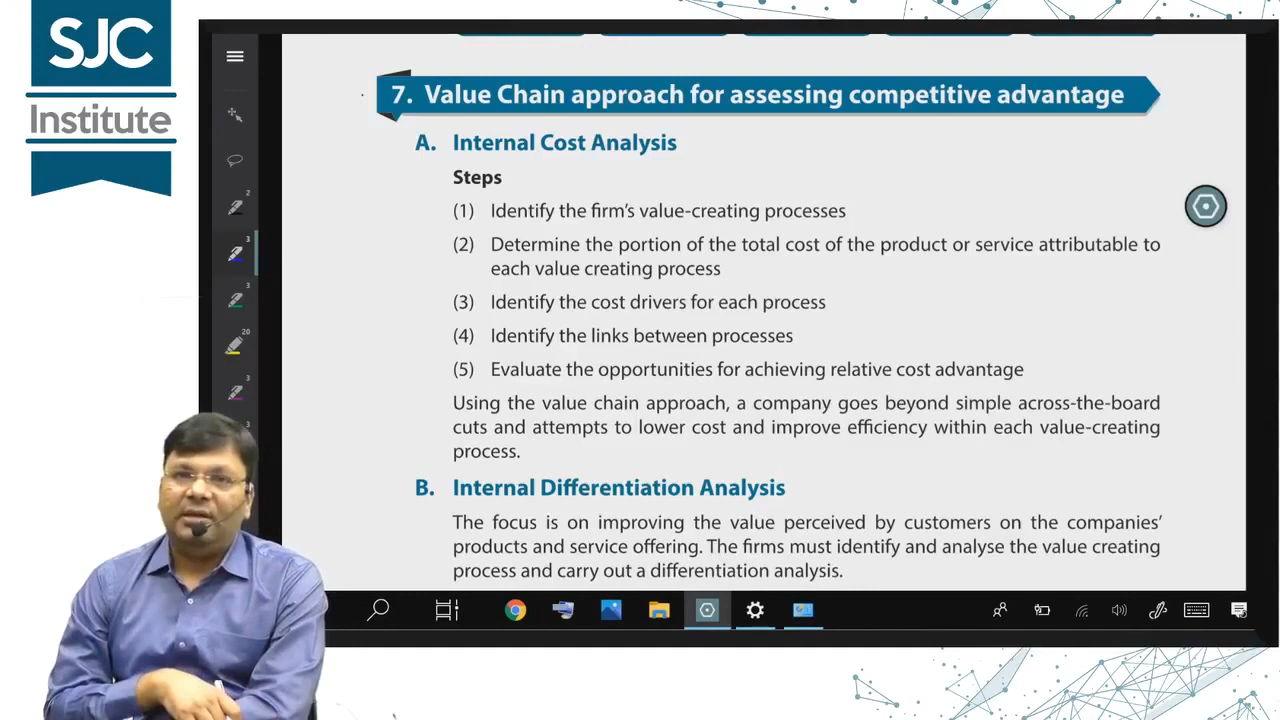 SJC
Institute
7. Value Chain approach for assessing competitive advantage
A. Internal Cost Analysis
Steps
(1) Identify the firm's value-creating processes
(2) Determine the portion of the total cost of the product or service attributable to
each value creating process
(3) Identify the cost drivers for each process
(4) Identify the links between processes
(5) Evaluate the opportunities for achieving relative cost advantage
Using the value chain approach, a company goes beyond simple across-the-board
cuts and attempts to lower cost and improve efficiency within each value-creating
process.
B. Internal Differentiation Analysis
The focus is on improving the value perceived by customers on the companies'
products and service offering. The firms must identify and analyse the value creating
process and carry out a differentiation analysis.
2
3
3
20
3
3